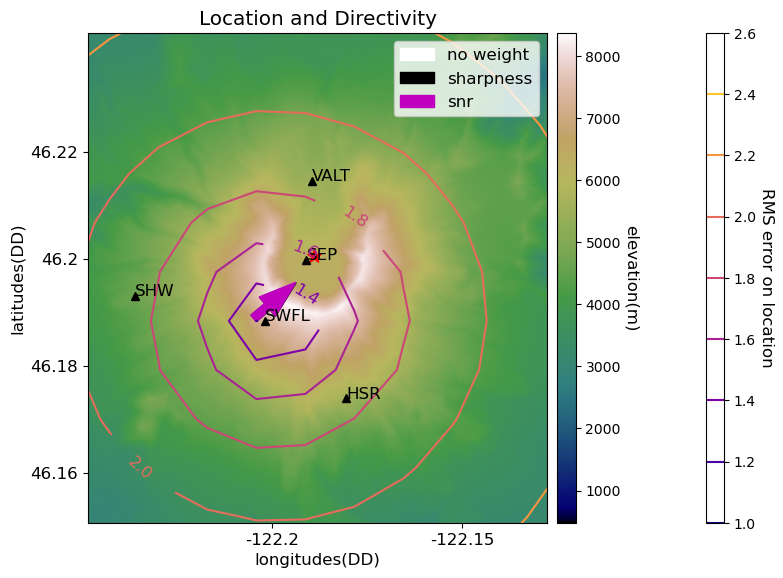 Location and Directivity
no weight
sharpness
snr
VALT
SEP
SHW
SWFL
HSR
1.8
1.6
1.4
2.0
46.22
46.2
46.18
46.16
latitudes(DD)
-122.2
-122.15
longitudes(DD)
8000
7000
6000
5000
4000
3000
2000
1000
elevation(m)
2.6
2.4
2.2
2.0
1.8
1.6
1.4
1.2
1.0
RMS error on location